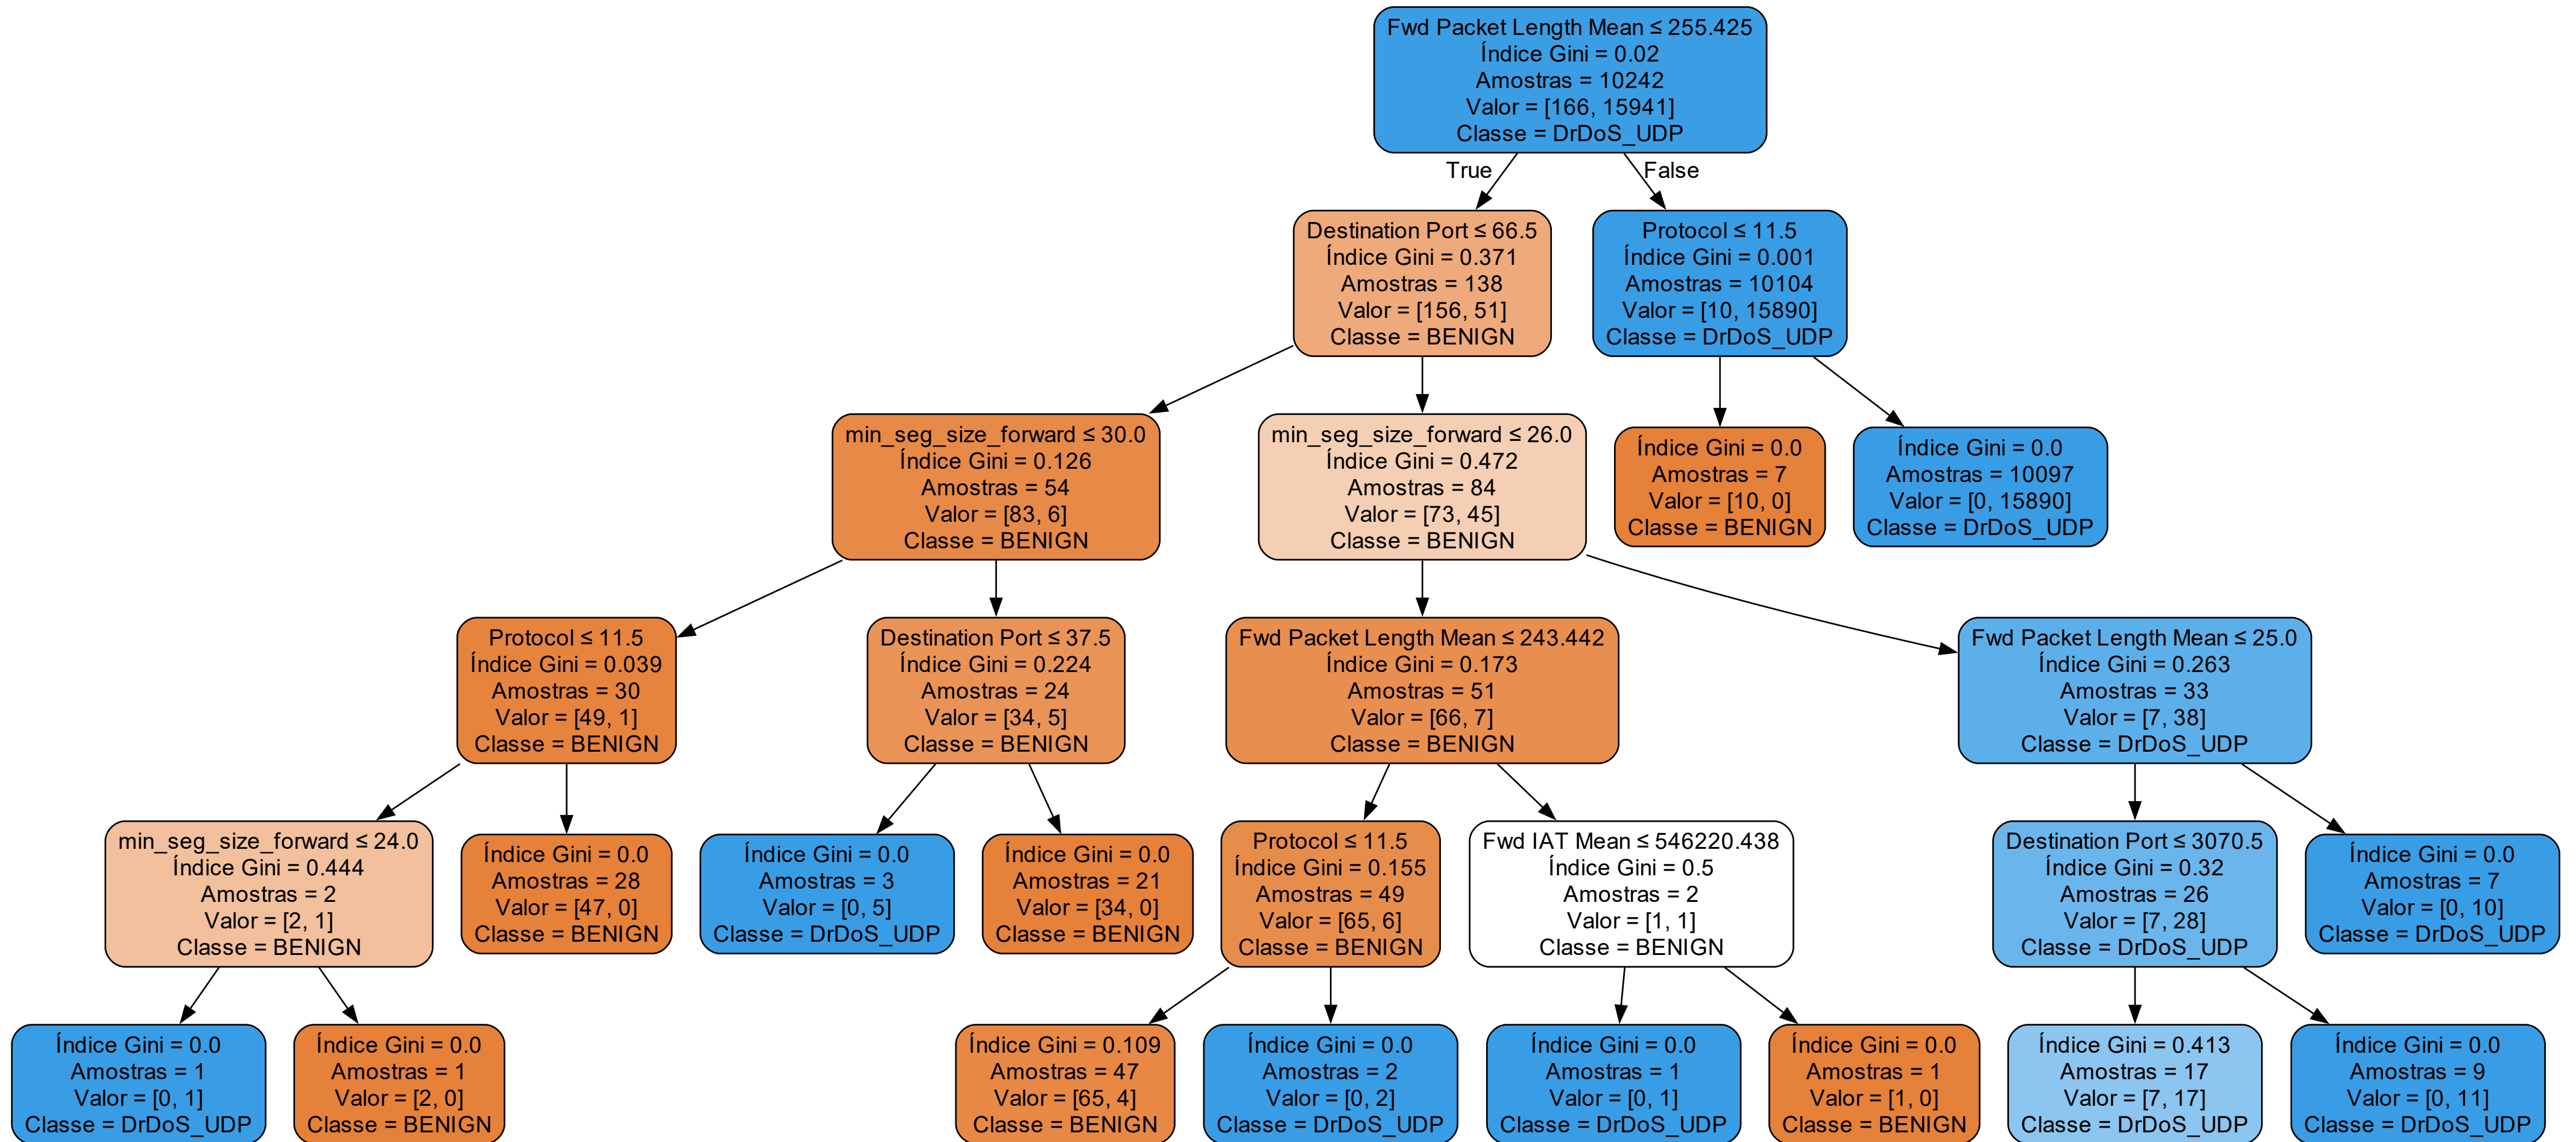 Fwd Packet Length Mean ≤ 255.425
Índice Gini = 0.02
Amostras = 10242
Valor = [166, 15941]
Classe = DrDoS_UDP
True
False
Destination Port ≤ 66.5
Índice Gini = 0.371
Amostras = 138
Valor = [156, 51]
Classe = BENIGN
Protocol ≤ 11.5
Índice Gini = 0.001
Amostras = 10104
Valor = [10, 15890]
Classe = DrDoS_UDP
min_seg_size_forward ≤ 30.0
Índice Gini = 0.126
Amostras = 54
Valor = [83, 6]
Classe = BENIGN
min_seg_size_forward ≤ 26.0
Índice Gini = 0.472
Amostras = 84
Valor = [73, 45]
Classe = BENIGN
Índice Gini = 0.0
Amostras = 7
Valor = [10, 0]
Classe = BENIGN
Índice Gini = 0.0
Amostras = 10097
Valor = [0, 15890]
Classe = DrDoS_UDP
Protocol ≤ 11.5
Índice Gini = 0.039
Amostras = 30
Valor = [49, 1]
Classe = BENIGN
Destination Port ≤ 37.5
Índice Gini = 0.224
Amostras = 24
Valor = [34, 5]
Classe = BENIGN
Fwd Packet Length Mean ≤ 243.442
Índice Gini = 0.173
Amostras = 51
Valor = [66, 7]
Classe = BENIGN
Fwd Packet Length Mean ≤ 25.0
Índice Gini = 0.263
Amostras = 33
Valor = [7, 38]
Classe = DrDoS_UDP
min_seg_size_forward ≤ 24.0
Índice Gini = 0.444
Amostras = 2
Valor = [2, 1]
Classe = BENIGN
Índice Gini = 0.0
Amostras = 28
Valor = [47, 0]
Classe = BENIGN
Índice Gini = 0.0
Amostras = 3
Valor = [0, 5]
Classe = DrDoS_UDP
Índice Gini = 0.0
Amostras = 21
Valor = [34, 0]
Classe = BENIGN
Protocol ≤ 11.5
Índice Gini = 0.155
Amostras = 49
Valor = [65, 6]
Classe = BENIGN
Fwd IAT Mean ≤ 546220.438
Índice Gini = 0.5
Amostras = 2
Valor = [1, 1]
Classe = BENIGN
Destination Port ≤ 3070.5
Índice Gini = 0.32
Amostras = 26
Valor = [7, 28]
Classe = DrDoS_UDP
Índice Gini = 0.0
Amostras = 7
Valor = [0, 10]
Classe = DrDoS_UDP
Índice Gini = 0.0
Amostras = 1
Valor = [0, 1]
Classe = DrDoS_UDP
Índice Gini = 0.0
Amostras = 1
Valor = [2, 0]
Classe = BENIGN
Índice Gini = 0.109
Amostras = 47
Valor = [65, 4]
Classe = BENIGN
Índice Gini = 0.0
Amostras = 2
Valor = [0, 2]
Classe = DrDoS_UDP
Índice Gini = 0.0
Amostras = 1
Valor = [0, 1]
Classe = DrDoS_UDP
Índice Gini = 0.0
Amostras = 1
Valor = [1, 0]
Classe = BENIGN
Índice Gini = 0.413
Amostras = 17
Valor = [7, 17]
Classe = DrDoS_UDP
Índice Gini = 0.0
Amostras = 9
Valor = [0, 11]
Classe = DrDoS_UDP